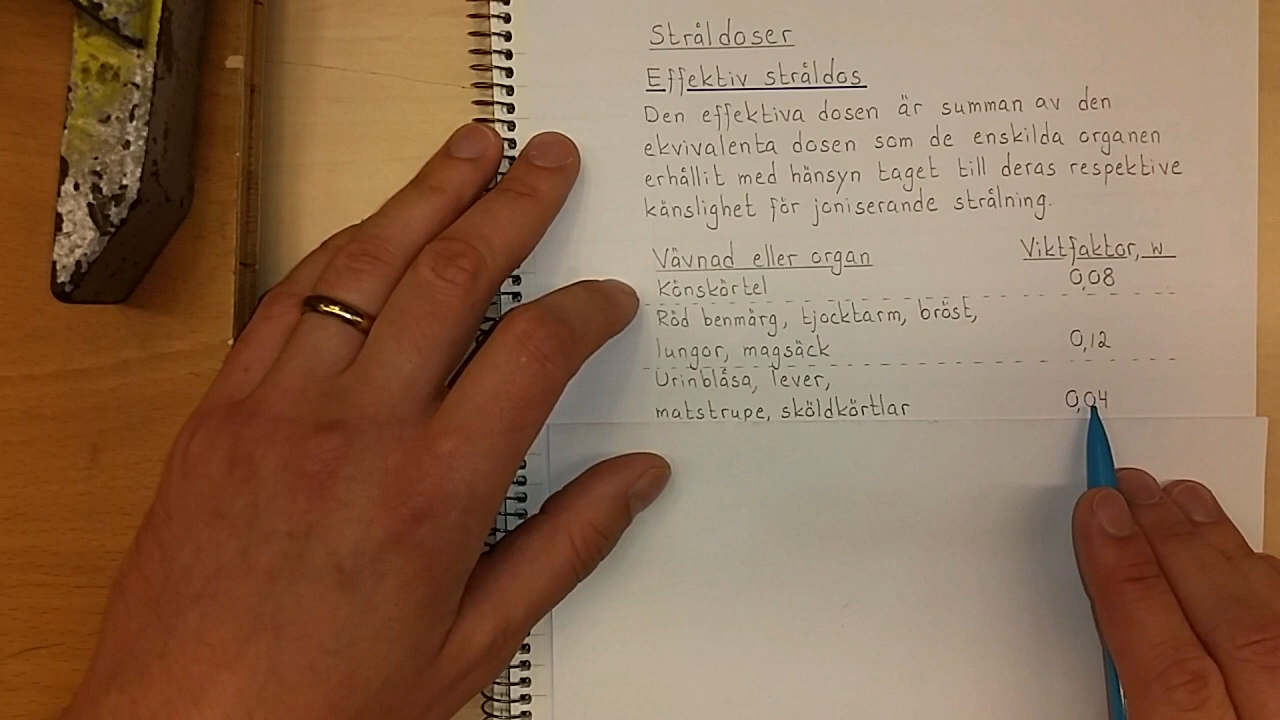 Stråldoser
Effektiv stråldos
Den effektiva dosen är summan av den
ekvivalenta dosen som de enskilda organen
erhållit med hänsyn taget till deras respektive
känslighet för joniserande strålning.
Vävnad eller organ Viktfaktor, w
Könskörtel 0,08
Röd benmärg, tjocktarm, bröst,
lungor, magsäck 0,12
Urinblåsa, lever,
matstrupe, sköldkörtlar 0,04